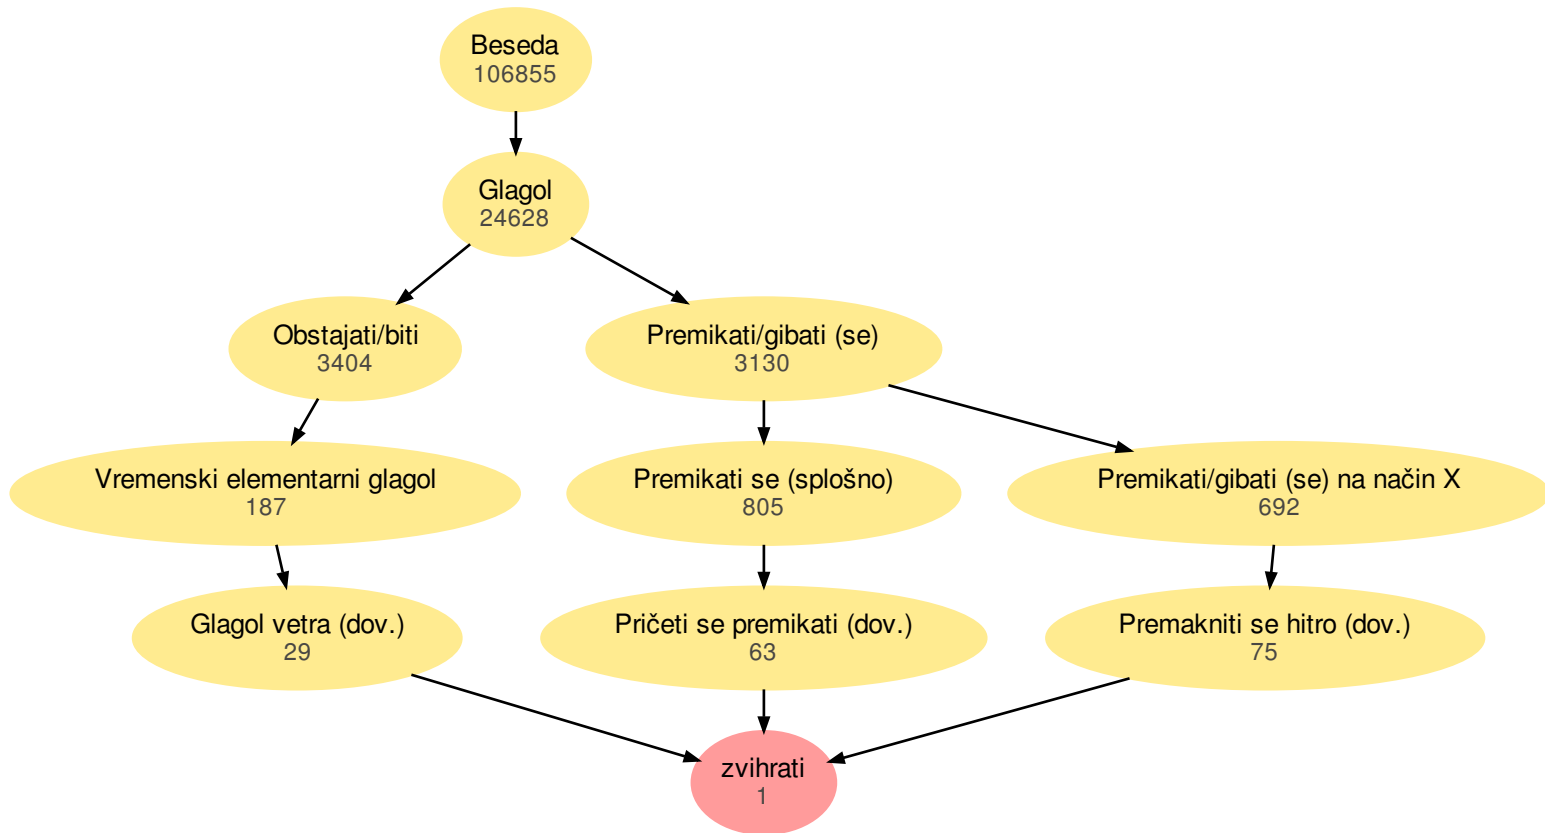 Beseda
106855
Glagol
24628
Obstajati/biti
3404
Premikati/gibati (se)
3130
Vremenski elementarni glagol
187
Premikati se (splošno)
805
Premikati/gibati (se) na način X
692
Glagol vetra (dov.)
29
Pričeti se premikati (dov.)
63
Premakniti se hitro (dov.)
75
zvihrati
1